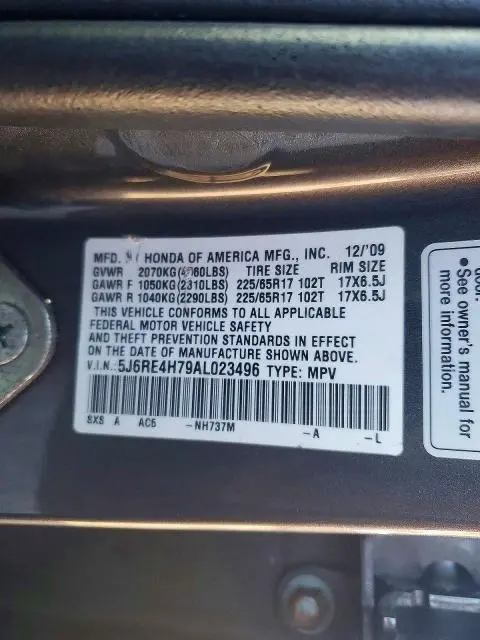 MFD. HONDA OF AMERICA MFG., INC. 12/'09
GVWR 2070KG(4560LBS) TIRE SIZE RIM SIZE
GAWR F 1050KG(2310LBS) 225/65R17 102T 17X6.5J
GAWR R 1040KG(2290LBS) 225/65R17 102T 17X6.5J
THIS VEHICLE CONFORMS TO ALL APPLICABLE
FEDERAL MOTOR VEHICLE SAFETY
AND THEFT PREVENTION STANDARDS IN EFFECT
ON THE DATE OF MANUFACTURE SHOWN ABOVE.
V.I.N.:5J6RE4H79AL023496 TYPE: MPV
SXS A AC5 -NH737M -A -L
door.
• See owner's manual for
more information.